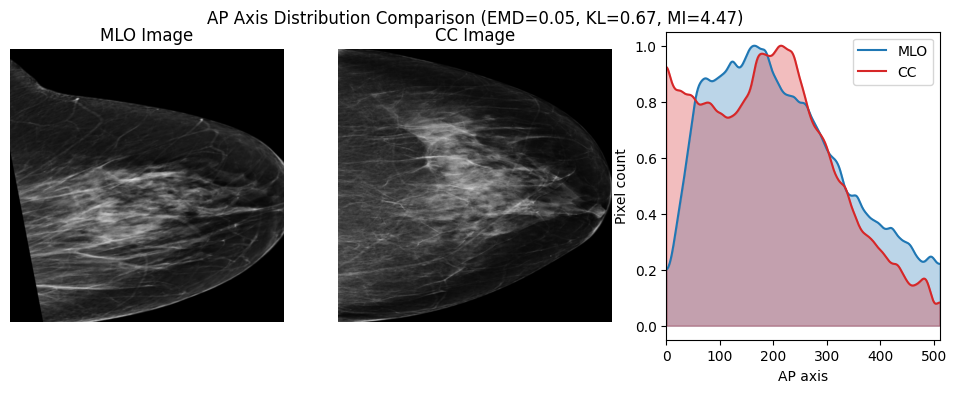 AP Axis Distribution Comparison (EMD=0.05, KL=0.67, MI=4.47)
MLO Image
CC Image
MLO
CC
Pixel count
1.0
0.8
0.6
0.4
0.2
0.0
0 100 200 300 400 500
AP axis